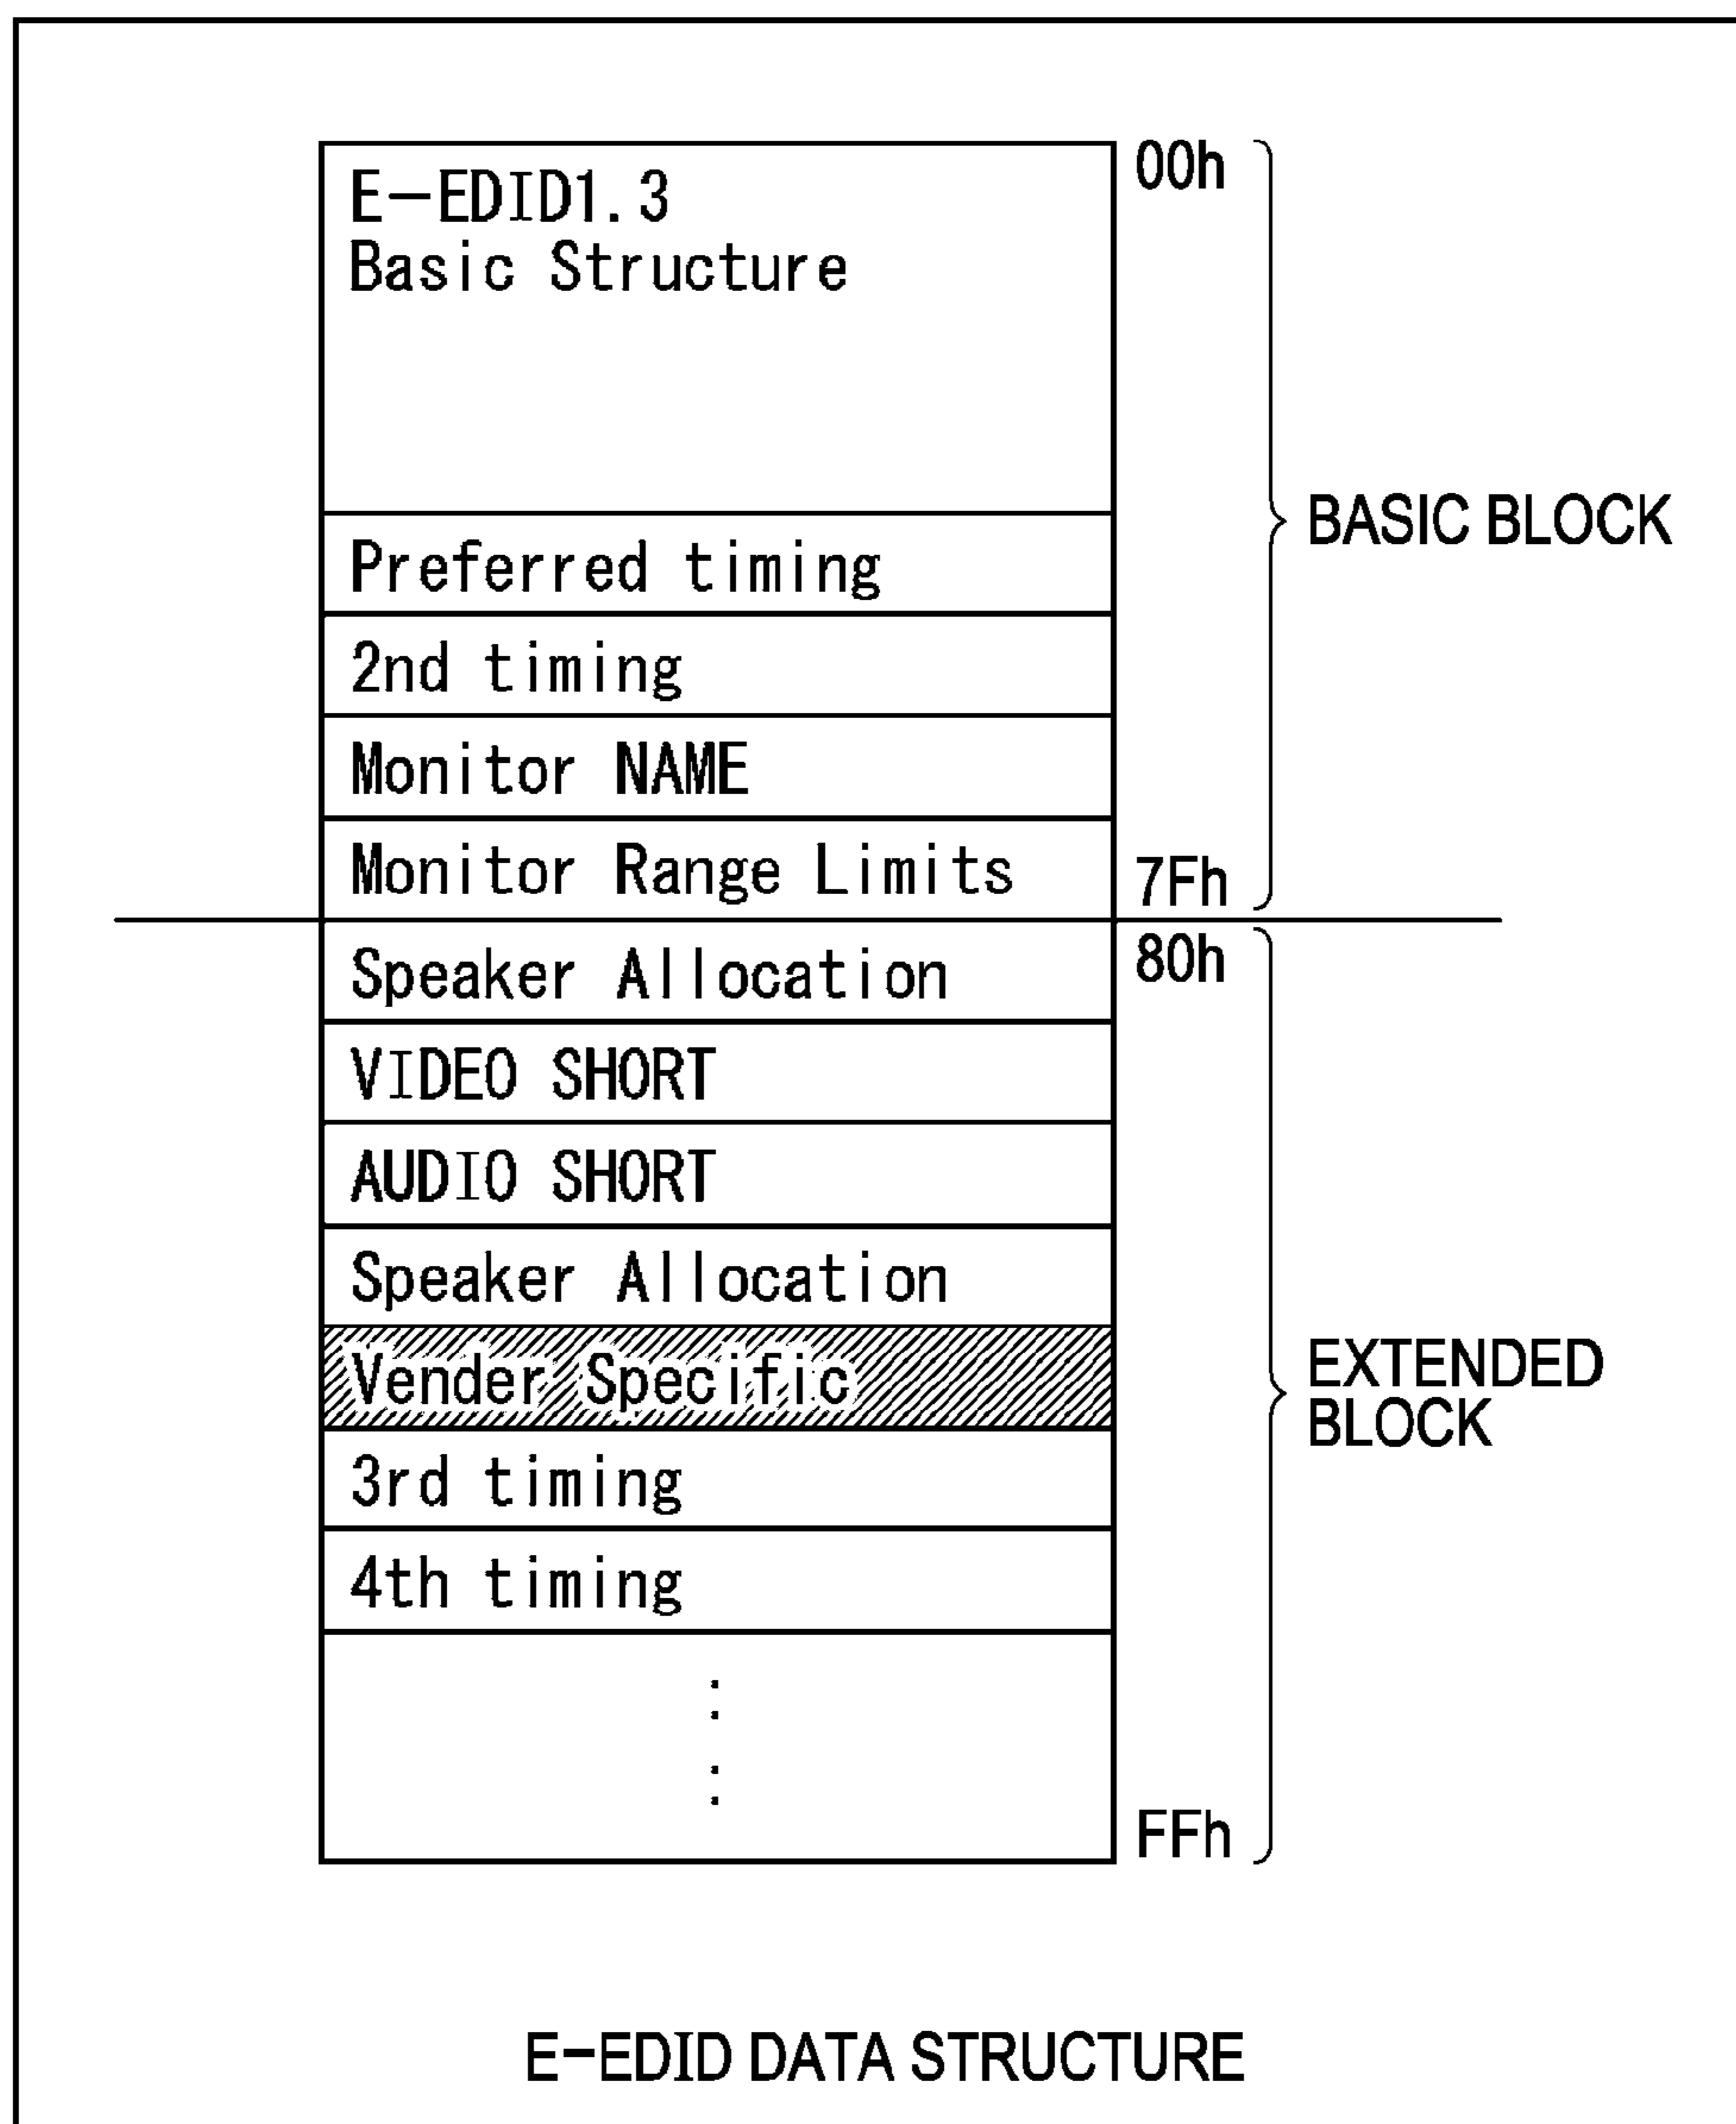 E-EDID1.3
Basic Structure
00h
BASIC BLOCK
Preferred timing
2nd timing
Monitor NAME
Monitor Range Limits
7Fh
Speaker Allocation
80h
VIDEO SHORT
AUDIO SHORT
Speaker Allocation
Vender Specific
EXTENDED
BLOCK
3rd timing
4th timing
FFh
E-EDID DATA STRUCTURE